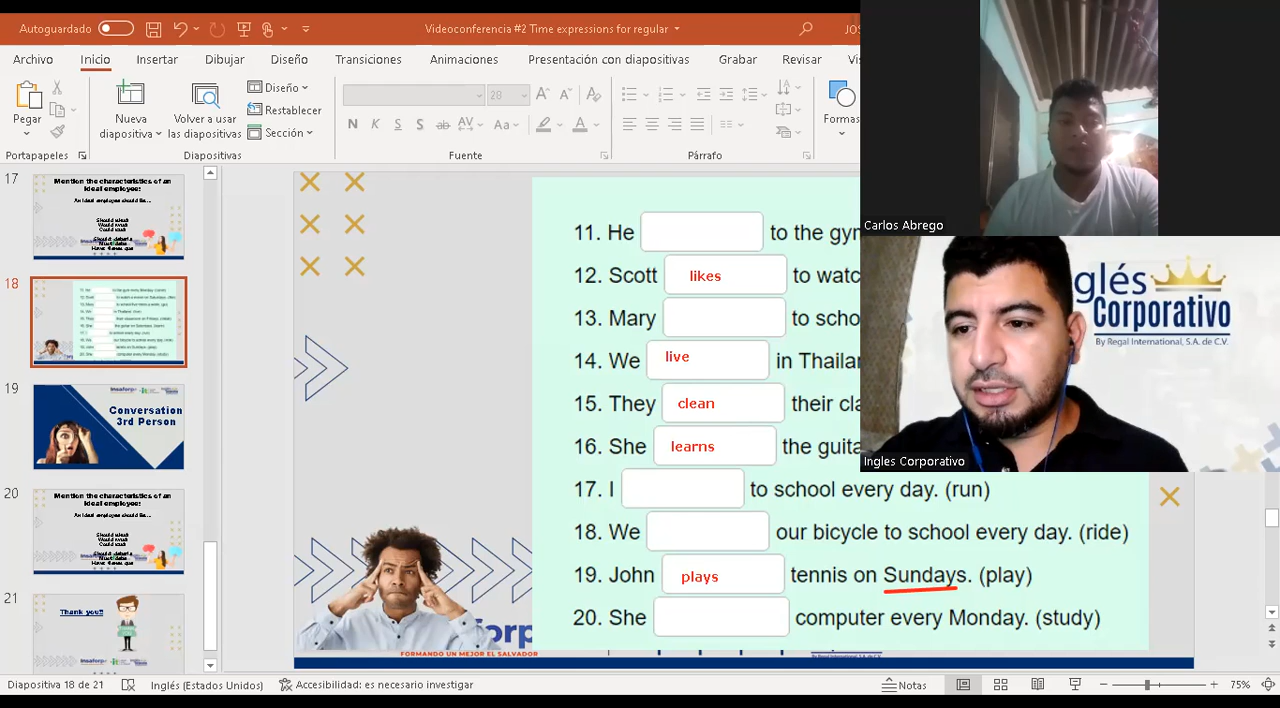 Autoguardado
Videoconferencia #2 Time expressions for regular
Archivo Inicio Insertar Dibujar Diseño Transiciones Animaciones Presentación con diapositivas Grabar Revisar
Pegar
Nueva diapositiva
Volver a usar las diapositivas
Diseño
Restablecer
Sección
28
N K S S ab AV Aa A
Formas
Portapapeles Diapositivas Fuente Párrafo
17
Mention the characteristics of an ideal employee:
18
19
Conversation
3rd Person
20
Mention the characteristics of an ideal employee:
21
Thank you!!
11. He to the gym
12. Scott likes to watc
13. Mary to scho
14. We live in Thailan
15. They clean their cla
16. She learns the guita
17. I to school every day. (run)
18. We our bicycle to school every day. (ride)
19. John plays tennis on Sundays. (play)
20. She computer every Monday. (study)
FORMANDO UN MEJOR EL SALVADOR
Carlos Abrego
glés
Corporativo
By Regal International, S.A. de C.V.
Ingles Corporativo
Diapositiva 18 de 21 Inglés (Estados Unidos) Accesibilidad: es necesario investigar Notas 75%